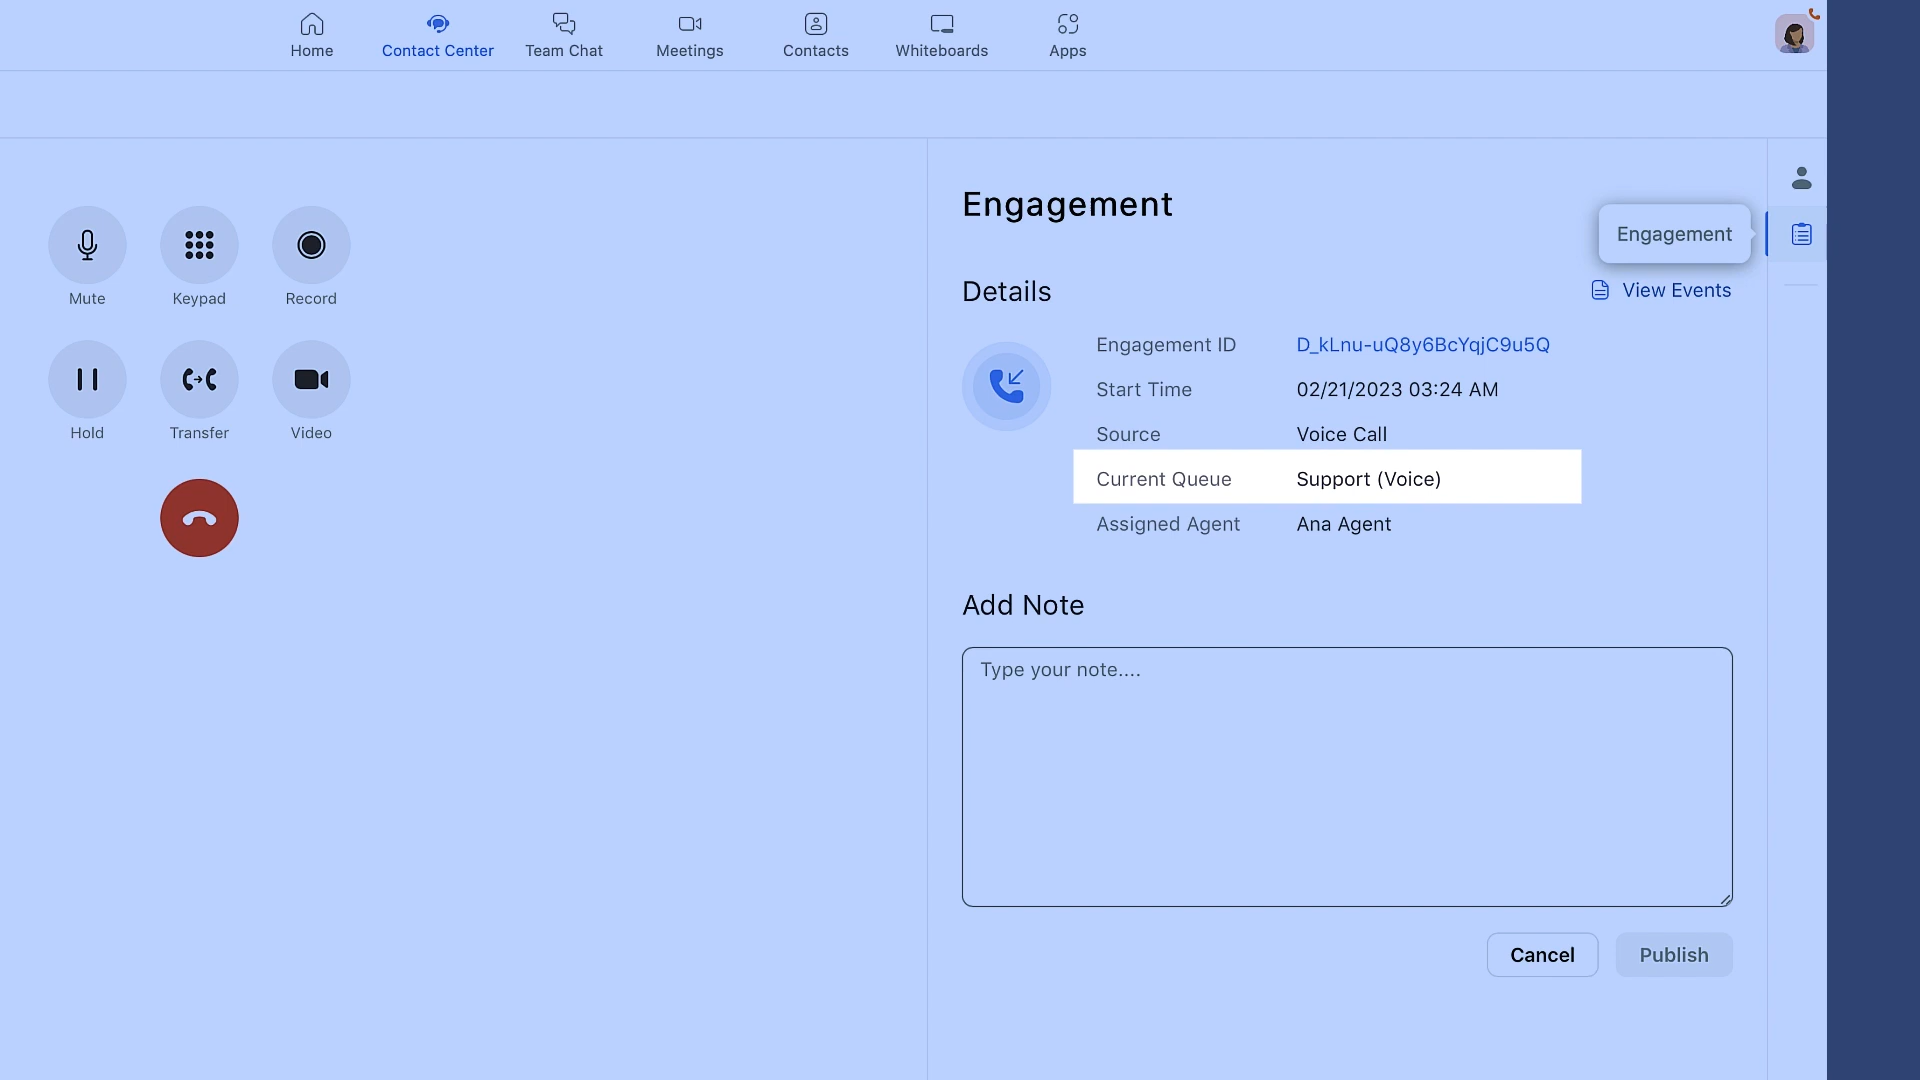 Home
Contact Center
Team Chat
Meetings
Contacts
Whiteboards
Apps
Mute
Keypad
Record
Hold
Transfer
Video
Engagement
Engagement
Details
View Events
Engagement ID D_kLnu-uQ8y6BcYqjC9u5Q
Start Time 02/21/2023 03:24 AM
Source Voice Call
Current Queue Support (Voice)
Assigned Agent Ana Agent
Add Note
Type your note....
Cancel
Publish